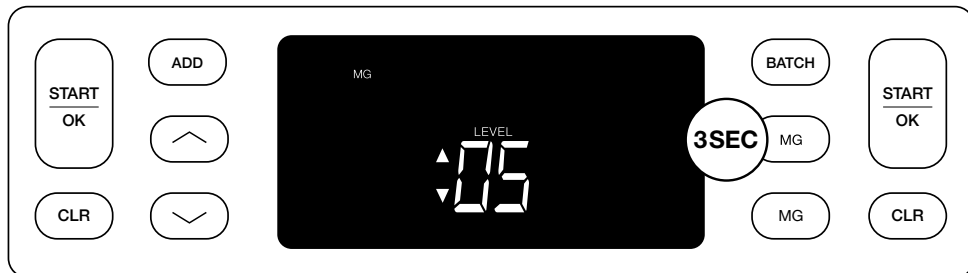 START
OK
CLR
ADD
MG
LEVEL
05
3SEC
BATCH
MG
MG
START
OK
CLR